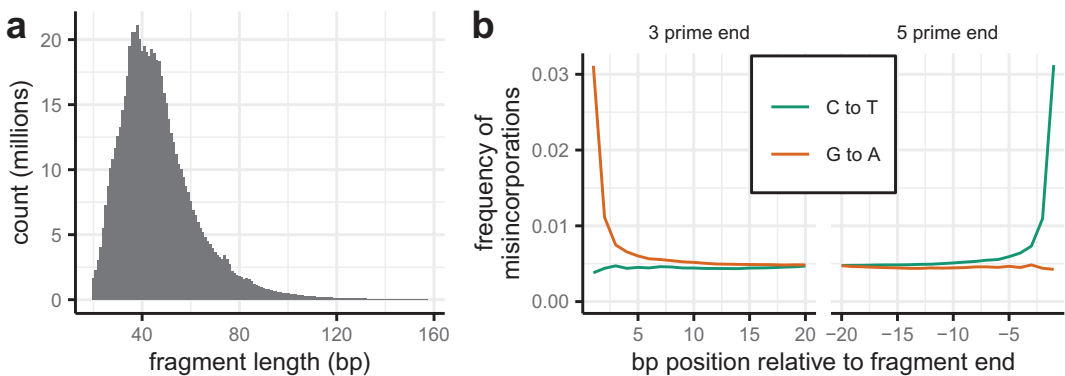 a
20
15
10
5
0
count (millions)
40 80 120 160
fragment length (bp)
b
3 prime end 5 prime end
0.03
0.02
0.01
0.00
frequency of
misincorporations
C to T
G to A
5 10 15 20 −20 −15 −10 −5
bp position relative to fragment end